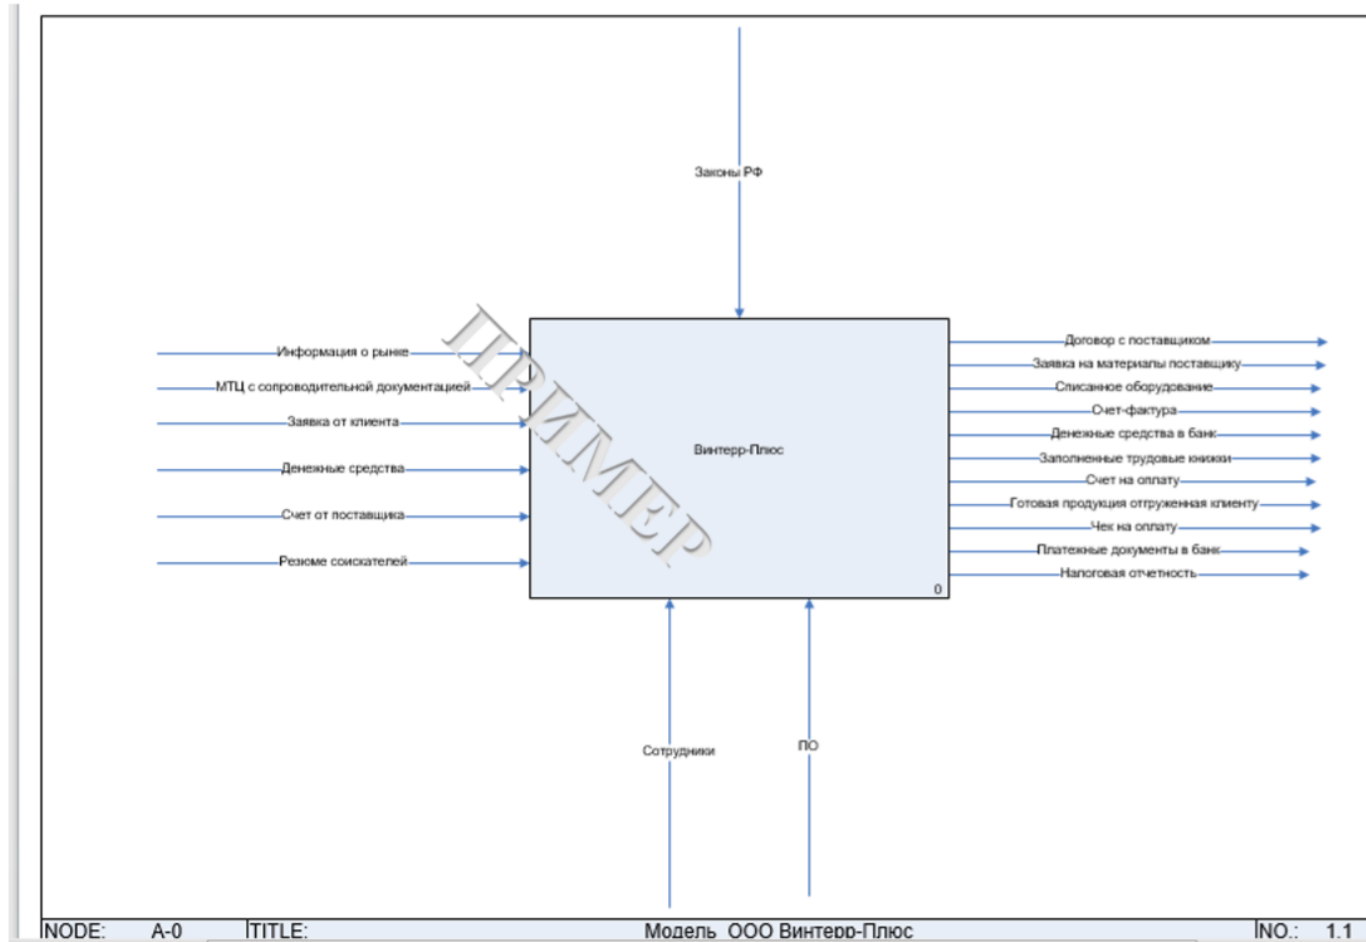 Законы РФ
Информация о рынке
МТЦ с сопроводительной документацией
Заявка от клиента
Денежные средства
Счет от поставщика
Резюме соискателей
ПРИМЕР
Винтерр-Плюс
0
Договор с поставщиком
Заявка на материалы поставщику
Списанное оборудование
Счет-фактура
Денежные средства в банк
Заполненные трудовые книжки
Счет на оплату
Готовая продукция отгруженная клиенту
Чек на оплату
Платежные документы в банк
Налоговая отчетность
Сотрудники
ПО
NODE: A-0 TITLE: Модель ООО Винтерр-Плюс NO.: 1.1